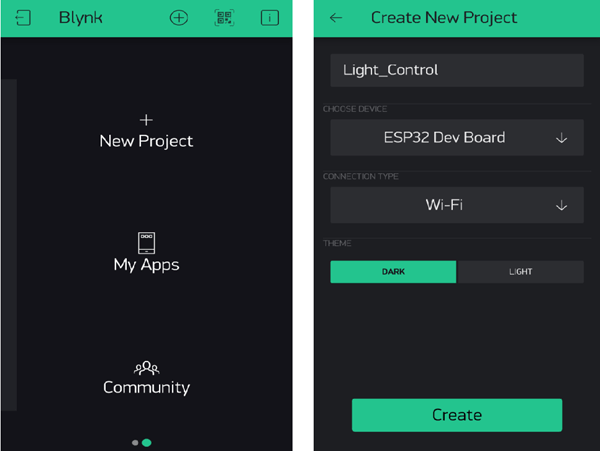 Blynk
New Project
My Apps
Community
Create New Project
Light_Control
CHOOSE DEVICE
ESP32 Dev Board
CONNECTION TYPE
Wi-Fi
THEME
DARK
LIGHT
Create